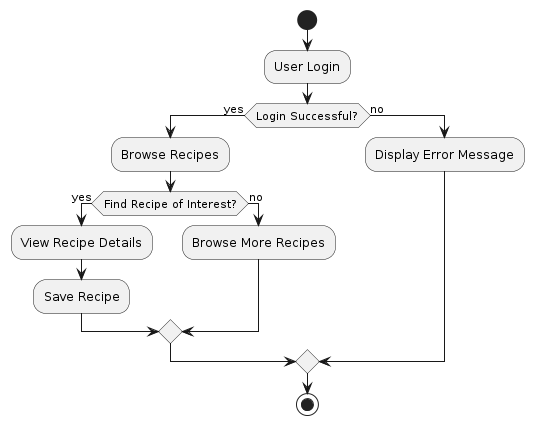 User Login
yes
Login Successful?
no
Browse Recipes
Display Error Message
yes
Find Recipe of Interest?
no
View Recipe Details
Browse More Recipes
Save Recipe